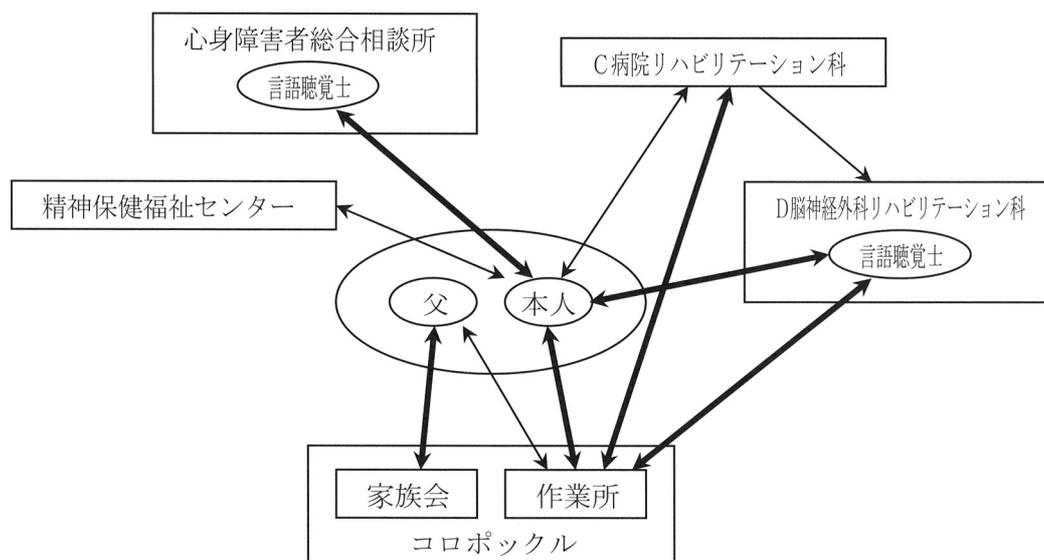 心身障害者総合相談所
言語聴覚士
C病院リハビリテーション科
精神保健福祉センター
D脳神経外科リハビリテーション科
言語聴覚士
父
本人
家族会
作業所
コロポックル